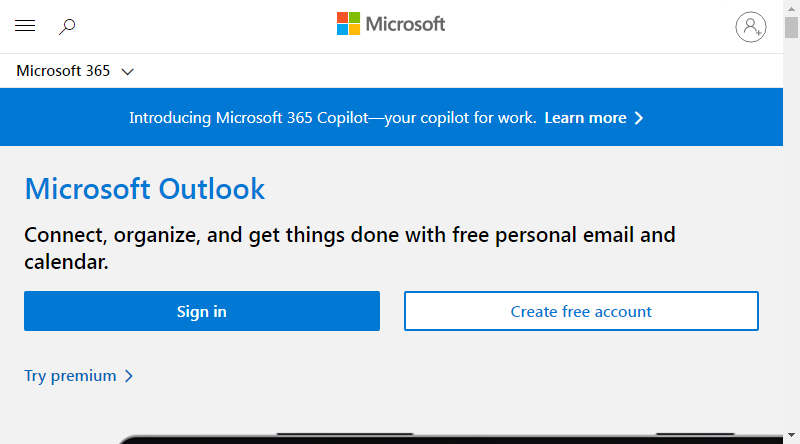 Microsoft
Microsoft 365
Introducing Microsoft 365 Copilot—your copilot for work. Learn more
Microsoft Outlook
Connect, organize, and get things done with free personal email and
calendar.
Sign in
Create free account
Try premium